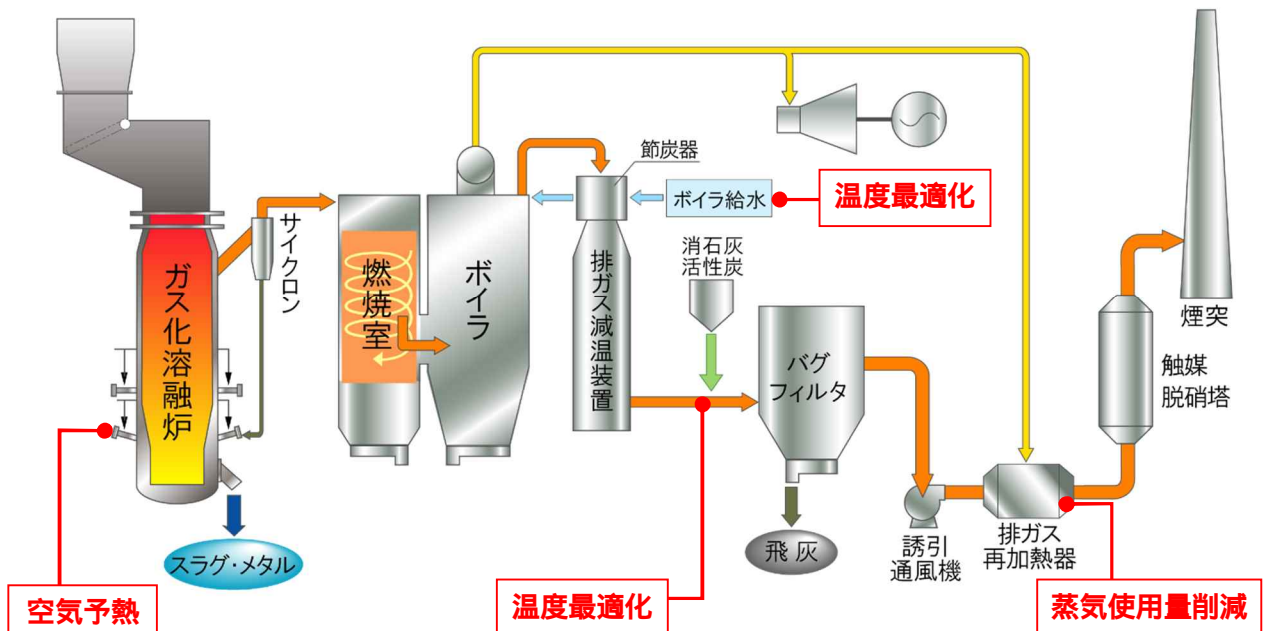 節炭器
ボイラ給水
温度最適化
サイクロン
消石灰
活性炭
ガス化溶融炉
燃焼室
ボイラ
排ガス減温装置
バグ
フィルタ
煙突
触媒
脱硝塔
スラグ・メタル
飛灰
誘引
通風機
排ガス
再加熱器
空気予熱
温度最適化
蒸気使用量削減